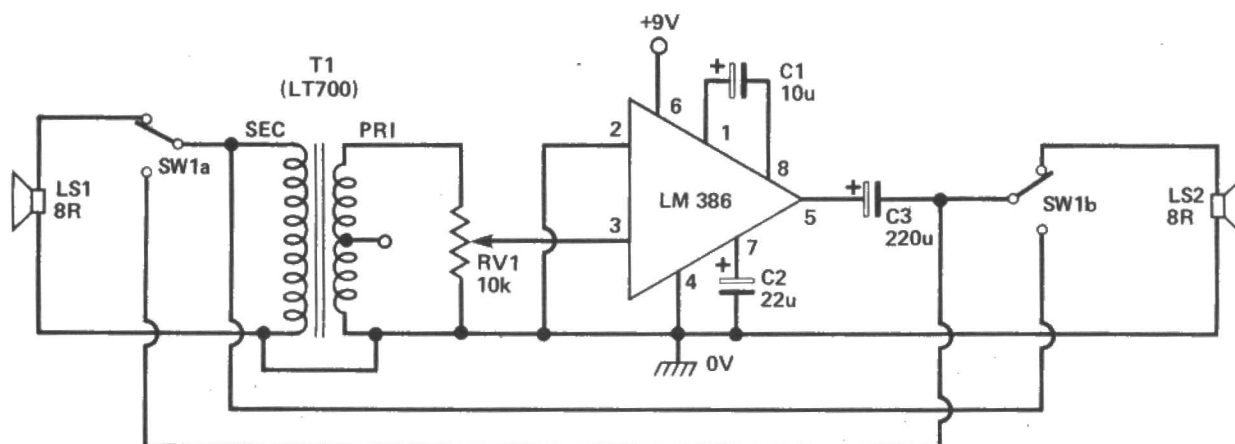 +9V
T1
(LT700)
SEC
PRI
SW1a
LS1
8R
RV1
10k
2
3
6
1
8
5
7
4
LM 386
C1
10u
C2
22u
C3
220u
0V
SW1b
LS2
8R
+
+
+